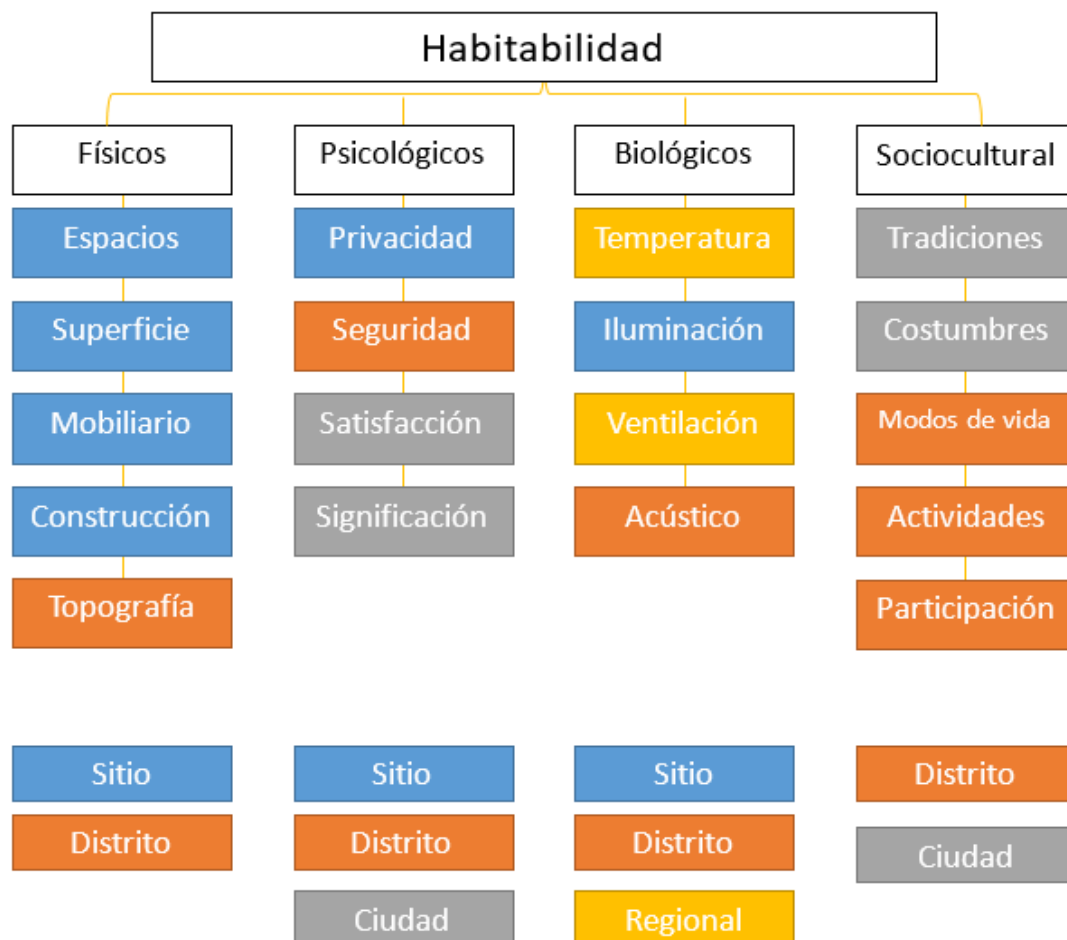 Habitabilidad
Físicos
Psicológicos
Biológicos
Sociocultural
Espacios
Privacidad
Temperatura
Tradiciones
Superficie
Seguridad
Iluminación
Costumbres
Mobiliario
Satisfacción
Ventilación
Modos de vida
Construcción
Significación
Acústico
Actividades
Topografía
Participación
Sitio
Sitio
Sitio
Distrito
Distrito
Distrito
Distrito
Ciudad
Ciudad
Regional